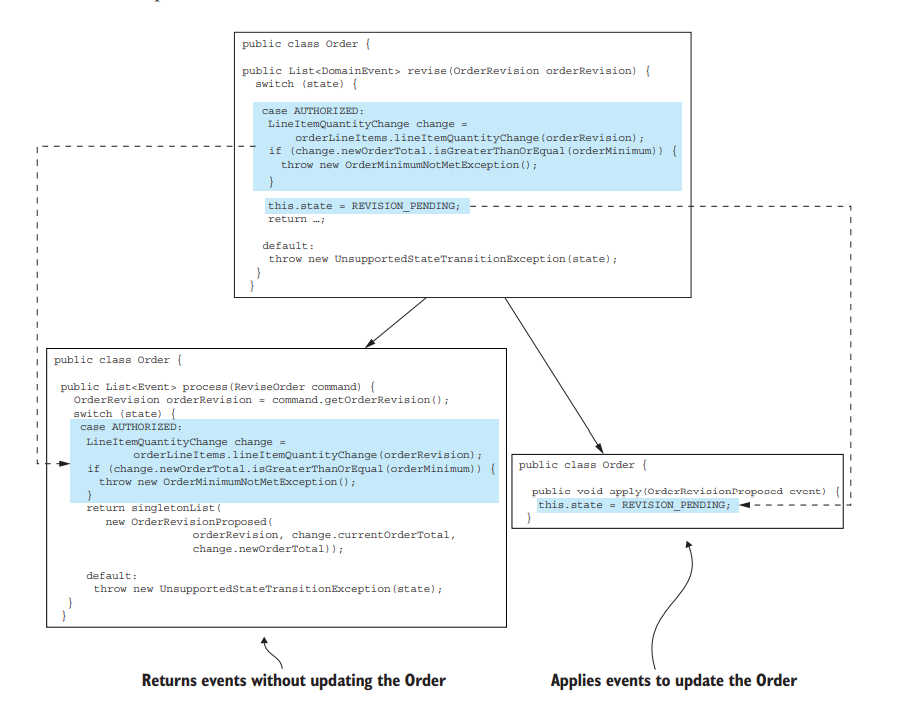 public class Order {
public List<DomainEvent> revise(OrderRevision orderRevision) {
switch (state) {
case AUTHORIZED:
LineItemQuantityChange change =
orderLineItems.lineItemQuantityChange(orderRevision);
if (change.newOrderTotal.isGreaterThanOrEqual(orderMinimum)) {
throw new OrderMinimumNotMetException();
}
this.state = REVISION_PENDING;
return …;
default:
throw new UnsupportedStateTransitionException(state);
}
}
public class Order {
public List<Event> process(ReviseOrder command) {
OrderRevision orderRevision = command.getOrderRevision();
switch (state) {
case AUTHORIZED:
LineItemQuantityChange change =
orderLineItems.lineItemQuantityChange(orderRevision);
if (change.newOrderTotal.isGreaterThanOrEqual(orderMinimum)) {
throw new OrderMinimumNotMetException();
}
return singletonList(
new OrderRevisionProposed(
orderRevision, change.currentOrderTotal,
change.newOrderTotal));
default:
throw new UnsupportedStateTransitionException(state);
}
}
public class Order {
public void apply(OrderRevisionProposed event) {
this.state = REVISION_PENDING;
}
Returns events without updating the Order
Applies events to update the Order